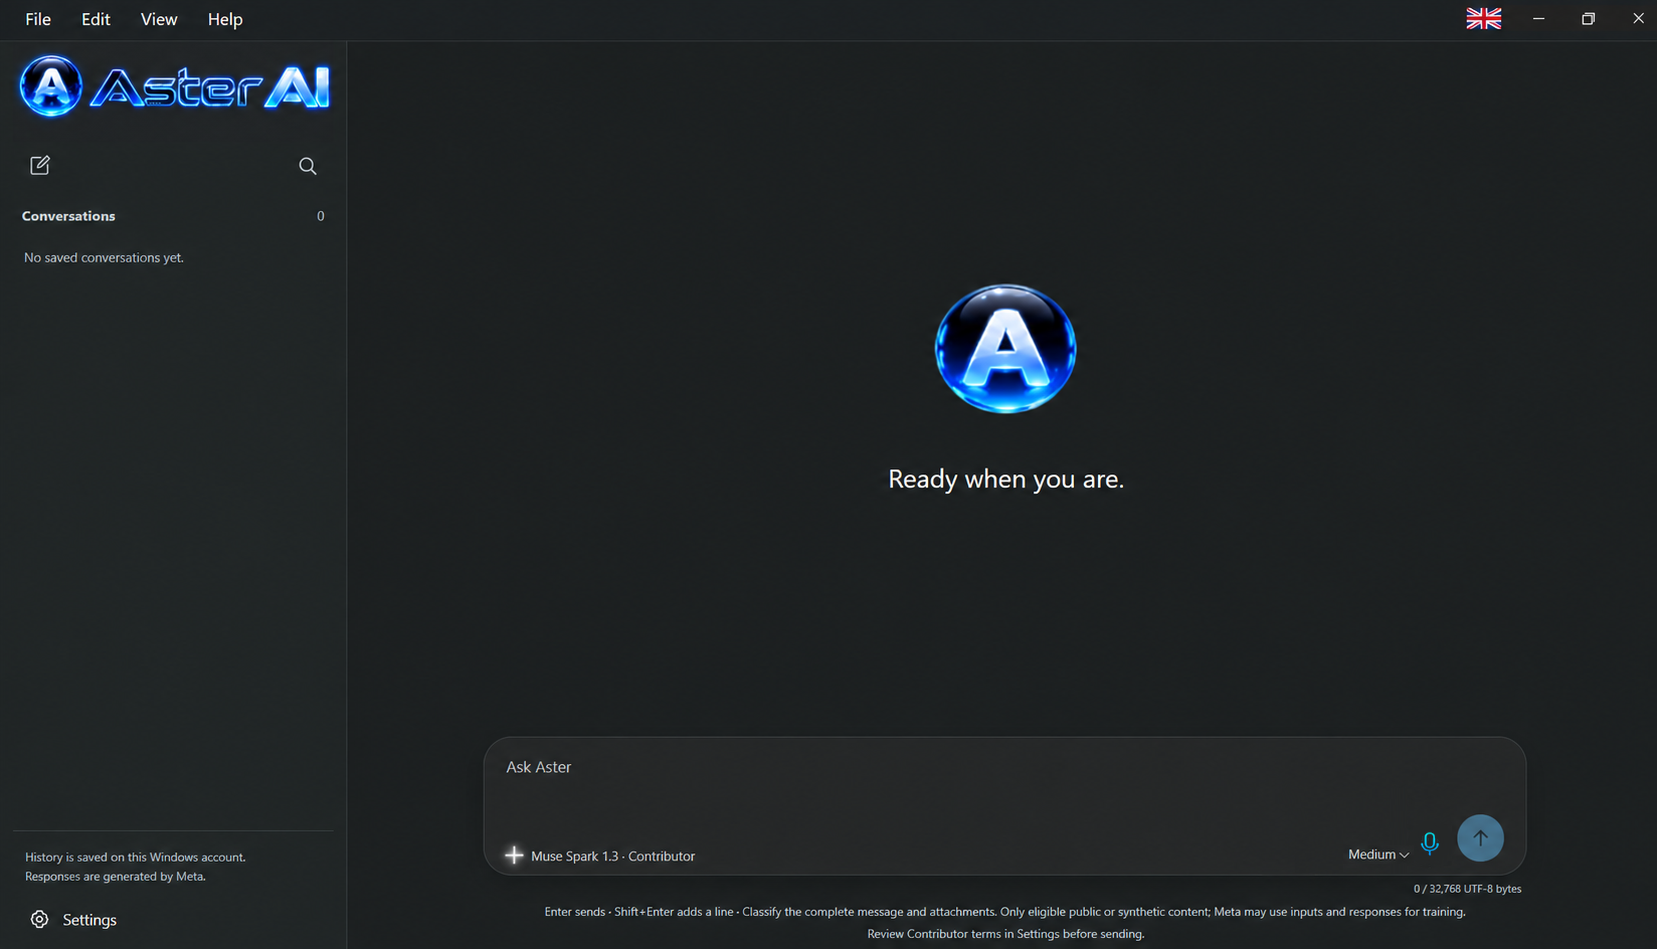 File Edit View Help
A Aster AI
Conversations 0
No saved conversations yet.
A
Ready when you are.
Ask Aster
Muse Spark 1.3 · Contributor Medium
0 / 32,768 UTF-8 bytes
Enter sends · Shift+Enter adds a line · Classify the complete message and attachments. Only eligible public or synthetic content; Meta may use inputs and responses for training.
Review Contributor terms in Settings before sending.
History is saved on this Windows account.
Responses are generated by Meta.
Settings